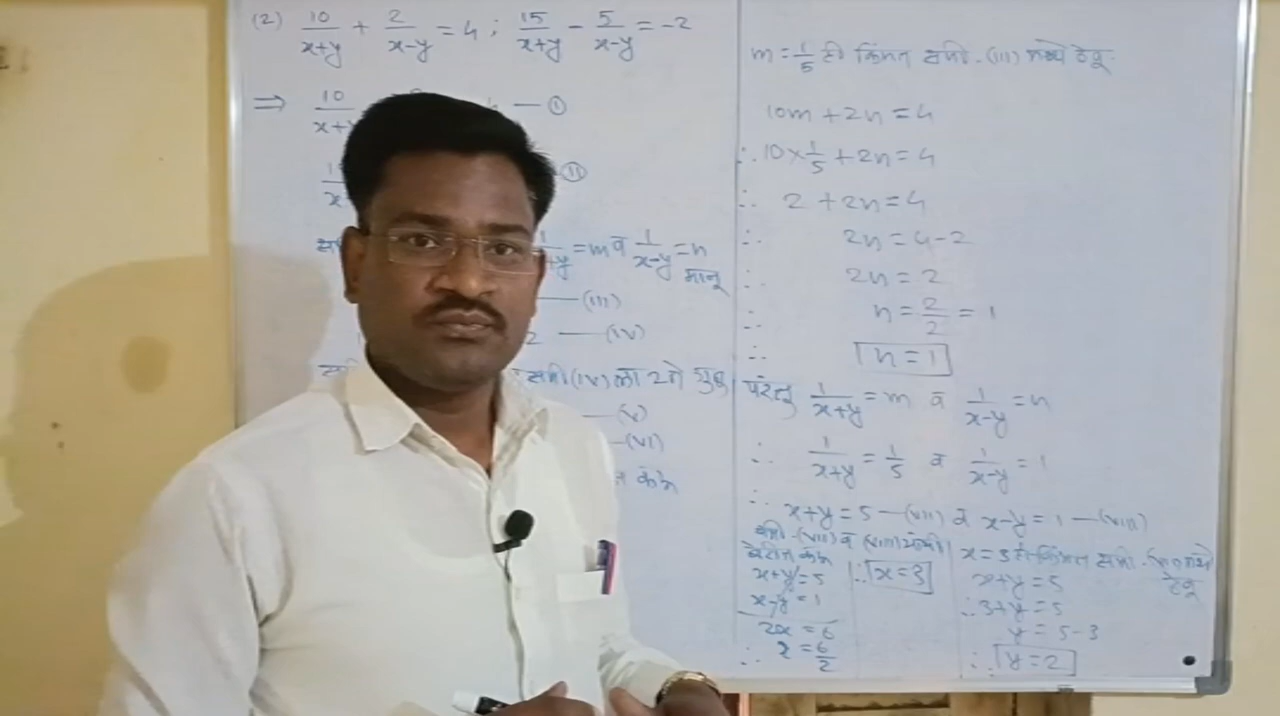 (2) 10/x+y + 2/x-y = 4 ; 15/x+y - 5/x-y = -2
⇒ 10/x+y — ①
— ⑪
1/x+y = m व 1/x-y = n
मानू
— (III)
2 — (IV)
समी (IV) ला 2 ने गुणू
— (V)
— (VI)
m = 1/5 ही किंमत समी. (III) मध्ये ठेवू.
10m + 2n = 4
∴ 10 × 1/5 + 2n = 4
∴ 2 + 2n = 4
∴ 2n = 4-2
∴ 2n = 2
∴ n = 2/2 = 1
∴ n = 1
परंतू 1/x+y = m व 1/x-y = n
∴ 1/x+y = 1/5 व 1/x-y = 1
∴ x+y = 5 — (VII) व x-y = 1 — (VIII)
समी. (VII) व (VIII) यांची
बेरीज करून
x+y = 5
x-y = 1
2x = 6
∴ x = 6/2
∴ x = 3
x = 3 ही किंमत समी. मध्ये
ठेवू
x+y = 5
∴ 3+y = 5
y = 5-3
∴ y = 2